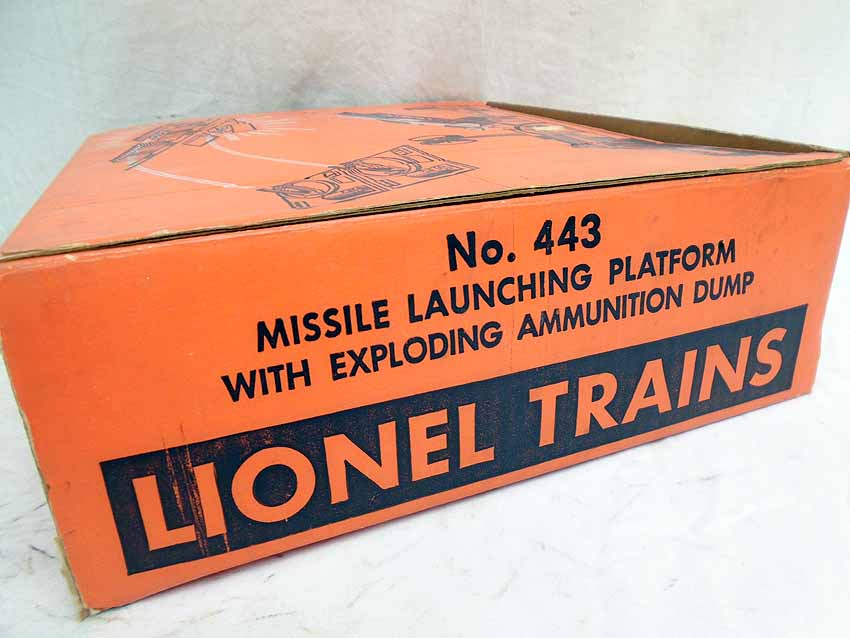 No. 443
MISSILE LAUNCHING PLATFORM
WITH EXPLODING AMMUNITION DUMP
LIONEL TRAINS